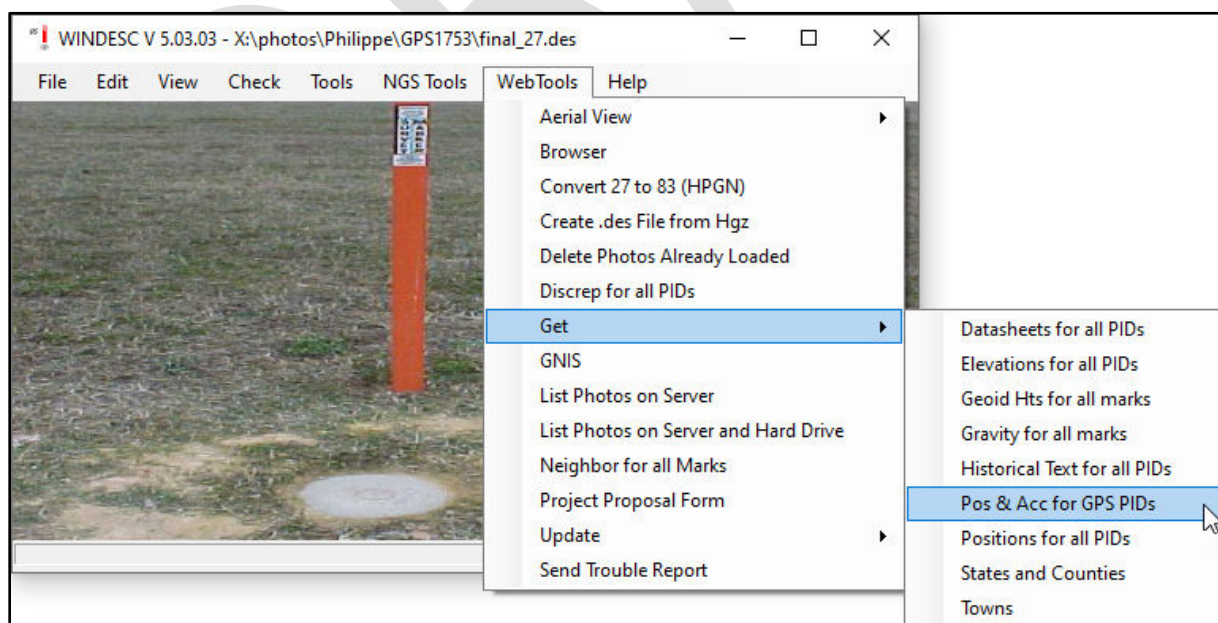 WINDESC V 5.03.03 - X:\photos\Philippe\GPS1753\final_27.des
File Edit View Check Tools NGS Tools WebTools Help
Aerial View
Browser
Convert 27 to 83 (HPGN)
Create .des File from Hgz
Delete Photos Already Loaded
Discrep for all PIDs
Get
GNIS
List Photos on Server
List Photos on Server and Hard Drive
Neighbor for all Marks
Project Proposal Form
Update
Send Trouble Report
Datasheets for all PIDs
Elevations for all PIDs
Geoid Hts for all marks
Gravity for all marks
Historical Text for all PIDs
Pos & Acc for GPS PIDs
Positions for all PIDs
States and Counties
Towns